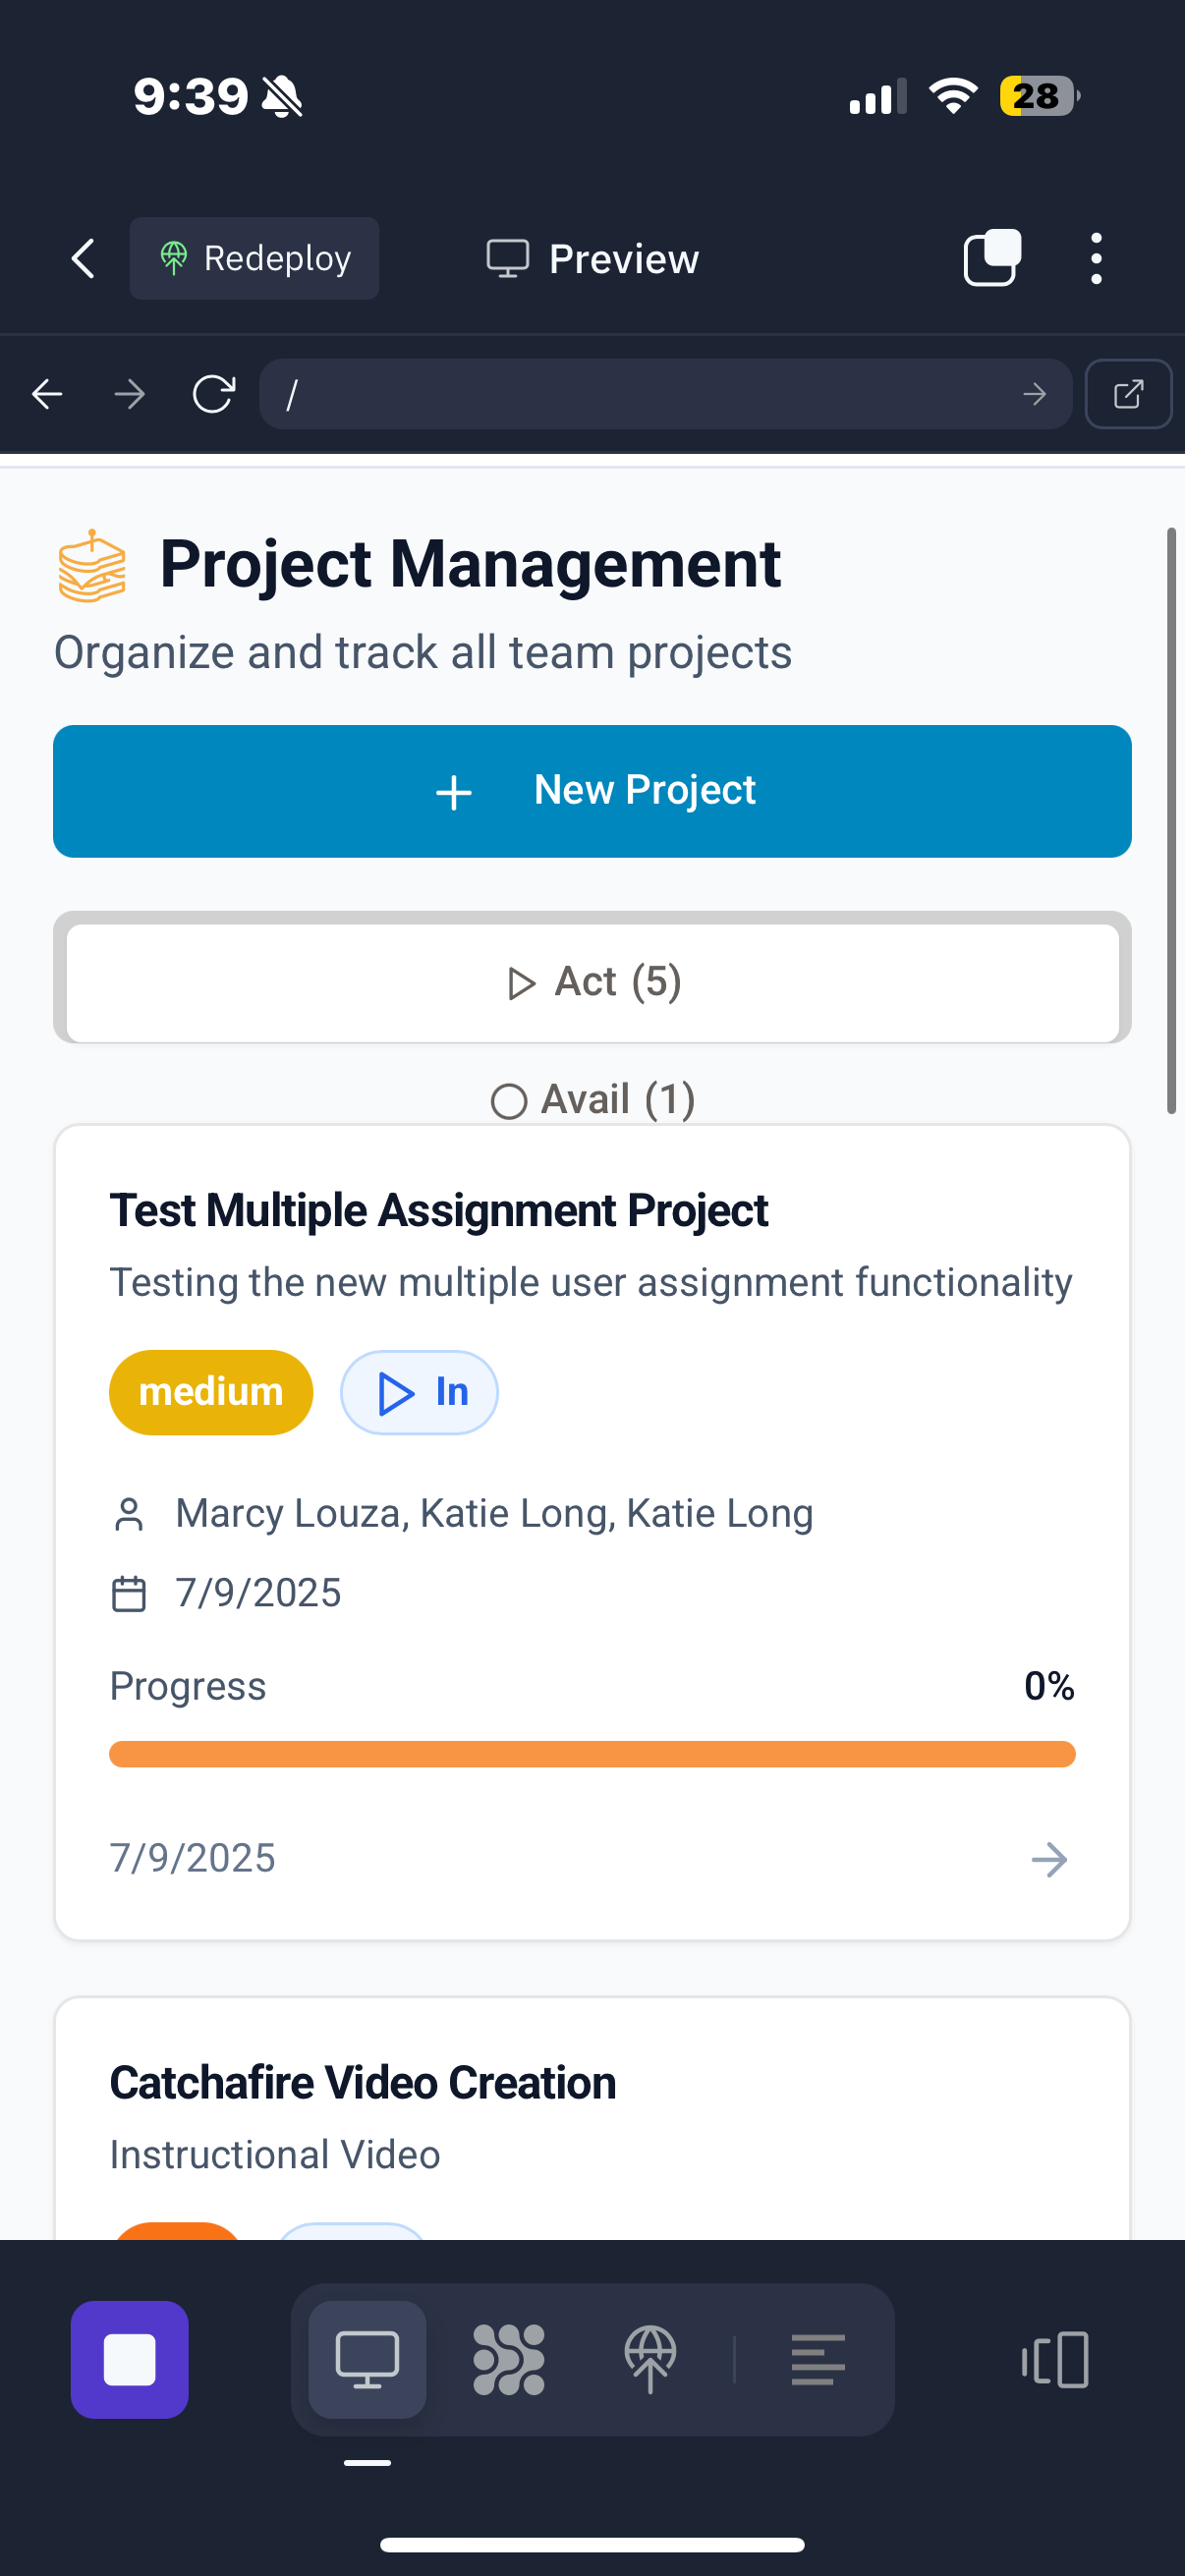 9:39
28
Redeploy
Preview
/
Project Management
Organize and track all team projects
+ New Project
Act (5)
Avail (1)
Test Multiple Assignment Project
Testing the new multiple user assignment functionality
medium
In
Marcy Louza, Katie Long, Katie Long
7/9/2025
Progress 0%
7/9/2025
Catchafire Video Creation
Instructional Video